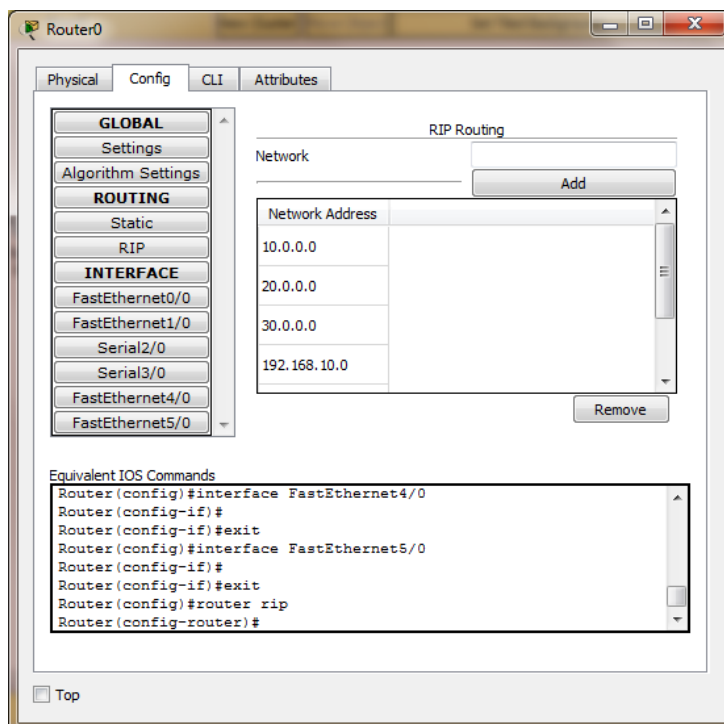 Router0
Physical Config CLI Attributes
GLOBAL
Settings
Algorithm Settings
ROUTING
Static
RIP
INTERFACE
FastEthernet0/0
FastEthernet1/0
Serial2/0
Serial3/0
FastEthernet4/0
FastEthernet5/0
RIP Routing
Network
Add
Network Address
10.0.0.0
20.0.0.0
30.0.0.0
192.168.10.0
Remove
Equivalent IOS Commands
Router(config)#interface FastEthernet4/0
Router(config-if)#
Router(config-if)#exit
Router(config)#interface FastEthernet5/0
Router(config-if)#
Router(config-if)#exit
Router(config)#router rip
Router(config-router)#
Top